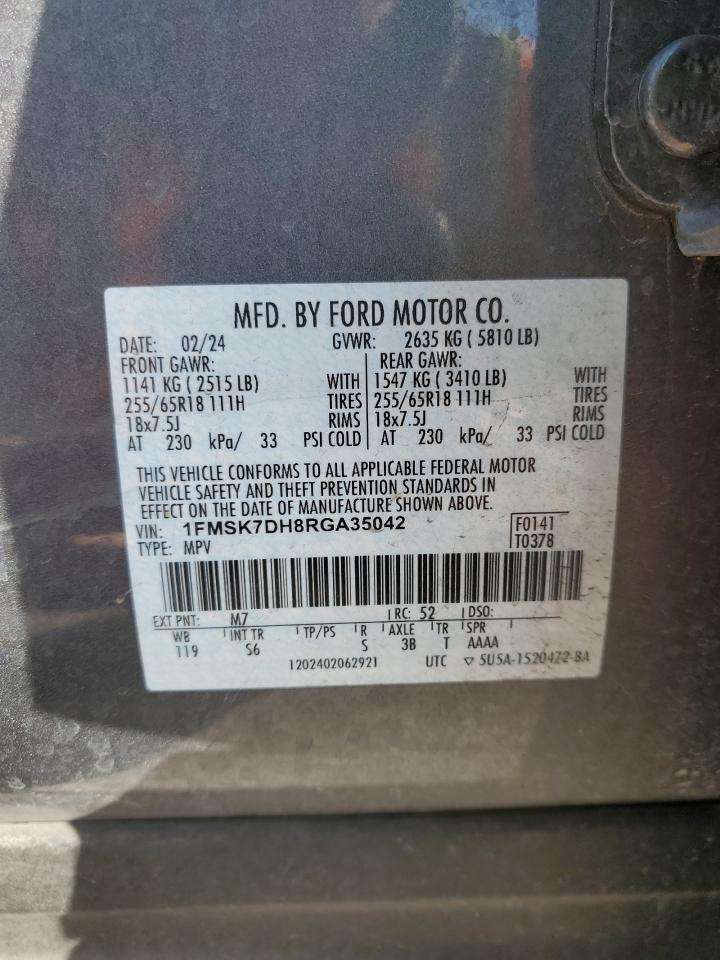 MFD. BY FORD MOTOR CO.
DATE: 02/24 GVWR: 2635 KG ( 5810 LB)
FRONT GAWR: REAR GAWR:
1141 KG ( 2515 LB) WITH 1547 KG ( 3410 LB) WITH
255/65R18 111H TIRES 255/65R18 111H TIRES
18x7.5J RIMS 18x7.5J RIMS
AT 230 kPa/ 33 PSI COLD AT 230 kPa/ 33 PSI COLD
THIS VEHICLE CONFORMS TO ALL APPLICABLE FEDERAL MOTOR
VEHICLE SAFETY AND THEFT PREVENTION STANDARDS IN
EFFECT ON THE DATE OF MANUFACTURE SHOWN ABOVE.
VIN: 1FMSK7DH8RGA35042 F0141
TYPE: MPV T0378
EXT PNT: M7 RC: 52 DSO:
WB INT TR TP/PS R AXLE TR SPR
119 S6 S 3B T AAAA
1202402062921 UTC ▽ 5U5A-1520472-BA